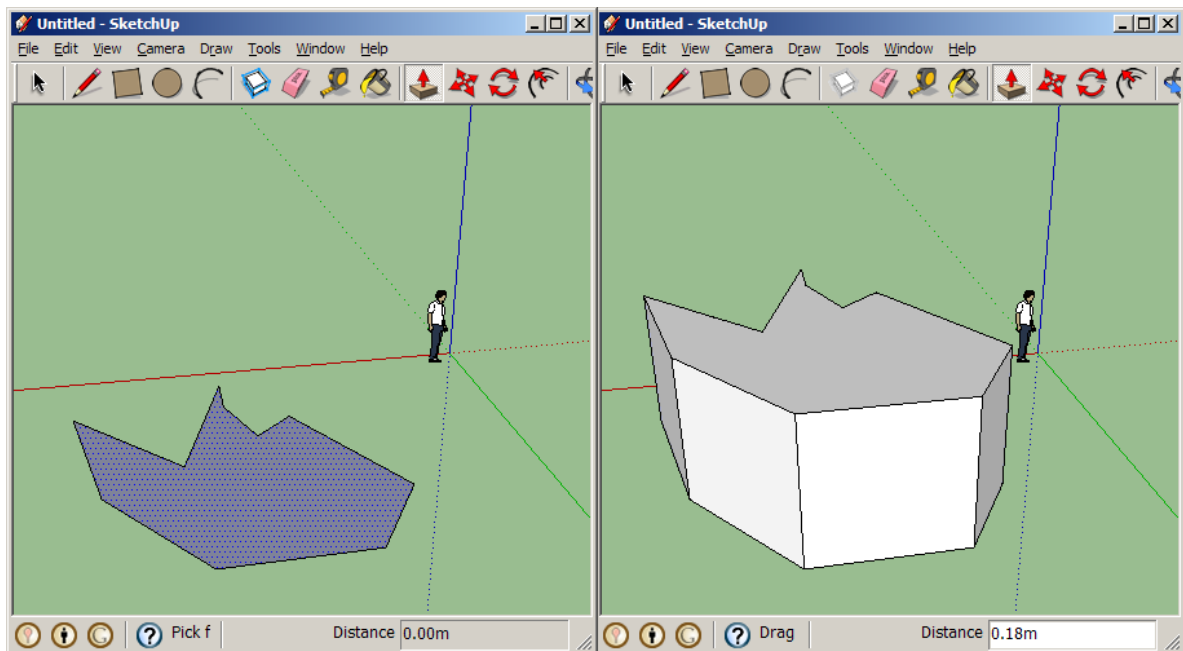 Untitled - SketchUp
File Edit View Camera Draw Tools Window Help
Pick f Distance 0.00m
Untitled - SketchUp
File Edit View Camera Draw Tools Window Help
Drag Distance 0.18m